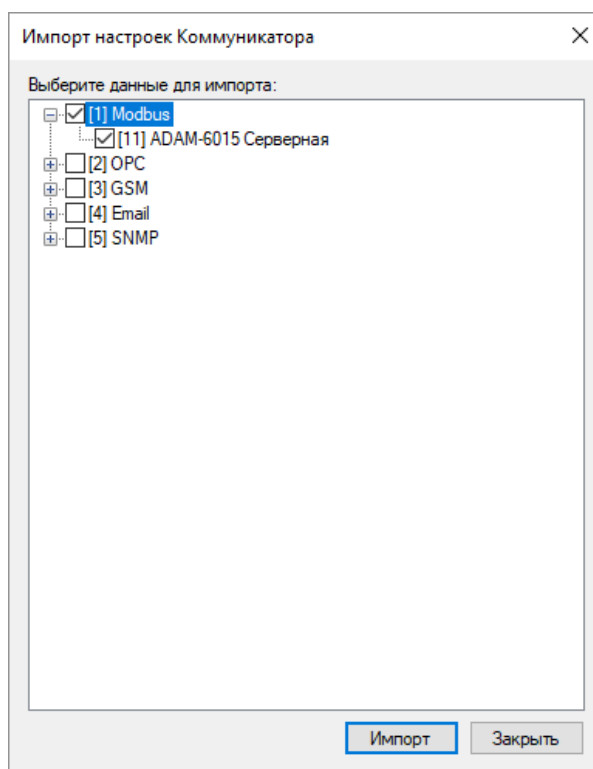 Импорт настроек Коммуникатора
Выберите данные для импорта:
[1] Modbus
[11] ADAM-6015 Серверная
[2] OPC
[3] GSM
[4] Email
[5] SNMP
Импорт
Закрыть